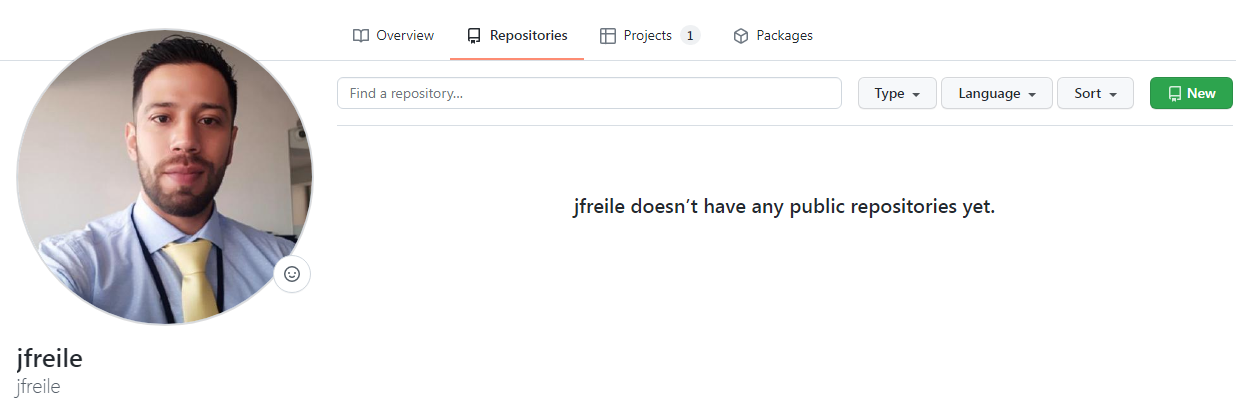 Overview Repositories Projects 1 Packages
Find a repository... Type Language Sort New
jfreile doesn't have any public repositories yet.
jfreile
jfreile